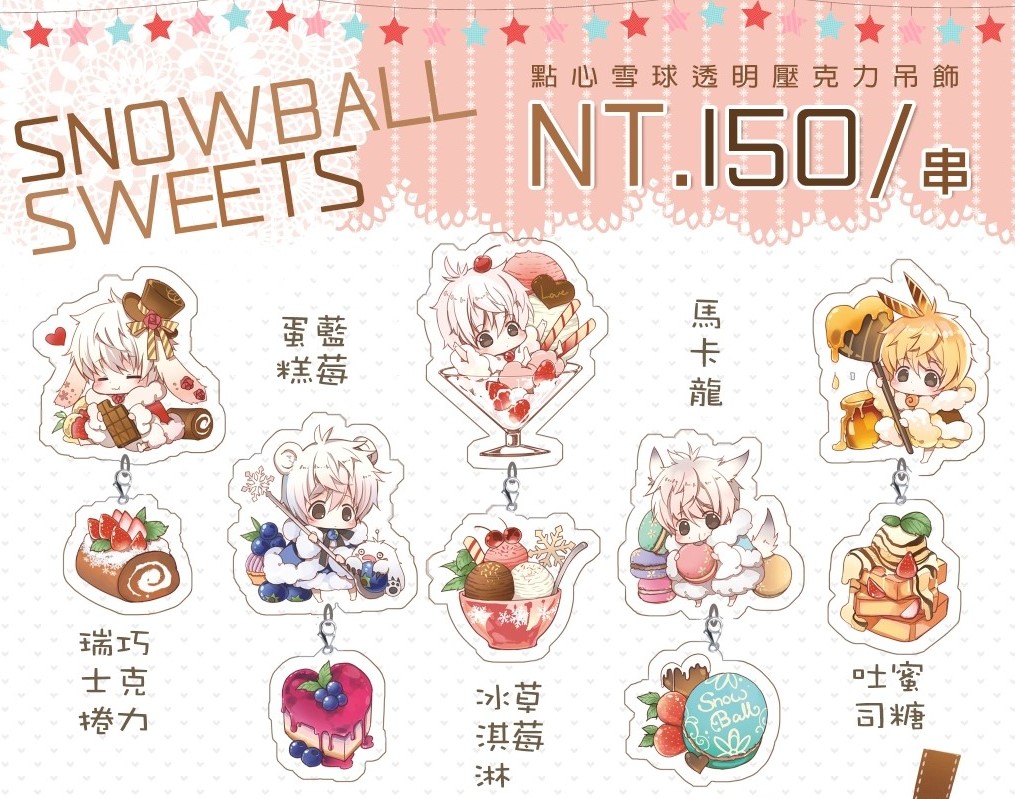 SNOWBALL
SWEETS
點心雪球透明壓克力吊飾
NT.150/串
藍莓
蛋糕
Love
馬卡龍
巧克力
瑞士捲
Snow
Ball
草莓
冰淇淋
蜜糖
吐司